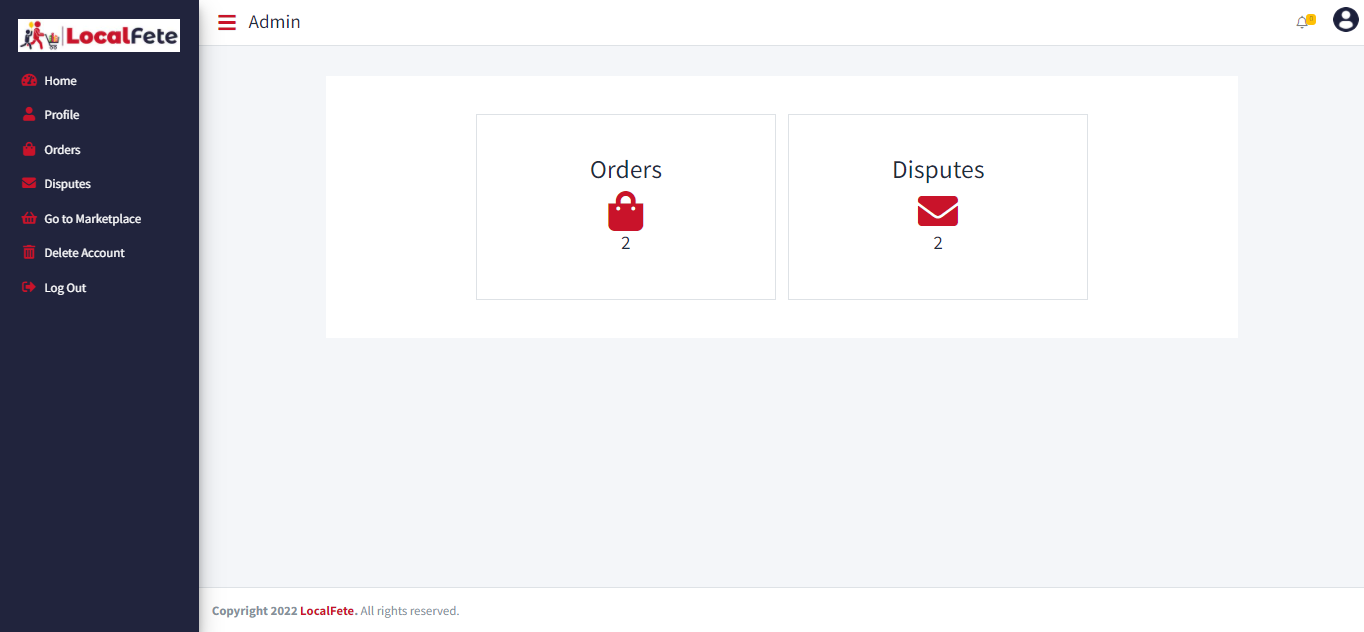 LocalFete
Admin
0
Home
Profile
Orders
Disputes
Go to Marketplace
Delete Account
Log Out
Orders
2
Disputes
2
Copyright 2022 LocalFete. All rights reserved.